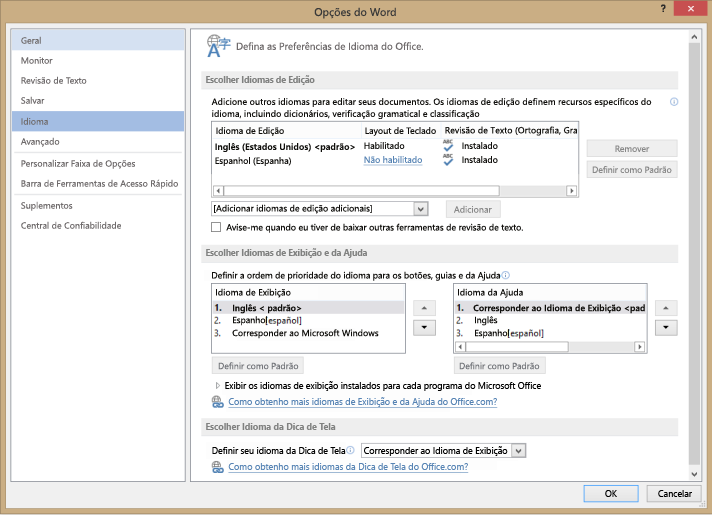 Opções do Word
?
Geral
Monitor
Revisão de Texto
Salvar
Idioma
Avançado
Personalizar Faixa de Opções
Barra de Ferramentas de Acesso Rápido
Suplementos
Central de Confiabilidade
A字 Defina as Preferências de Idioma do Office.
Escolher Idiomas de Edição
Adicione outros idiomas para editar seus documentos. Os idiomas de edição definem recursos específicos do
idioma, incluindo dicionários, verificação gramatical e classificação
Idioma de Edição Layout de Teclado Revisão de Texto (Ortografia, Gra
Inglês (Estados Unidos) <padrão> Habilitado ABC Instalado
Espanhol (Espanha) Não habilitado ABC Instalado
Remover
Definir como Padrão
[Adicionar idiomas de edição adicionais] Adicionar
Avise-me quando eu tiver de baixar outras ferramentas de revisão de texto.
Escolher Idiomas de Exibição e da Ajuda
Definir a ordem de prioridade do idioma para os botões, guias e da Ajuda
Idioma de Exibição
1. Inglês < padrão>
2. Espanho[español]
3. Corresponder ao Microsoft Windows
Definir como Padrão
Idioma da Ajuda
1. Corresponder ao Idioma de Exibição <pad
2. Inglês
3. Espanho[español]
Definir como Padrão
Exibir os idiomas de exibição instalados para cada programa do Microsoft Office
Como obtenho mais idiomas de Exibição e da Ajuda do Office.com?
Escolher Idioma da Dica de Tela
Definir seu idioma da Dica de Tela Corresponder ao Idioma de Exibição
Como obtenho mais idiomas da Dica de Tela do Office.com?
OK Cancelar